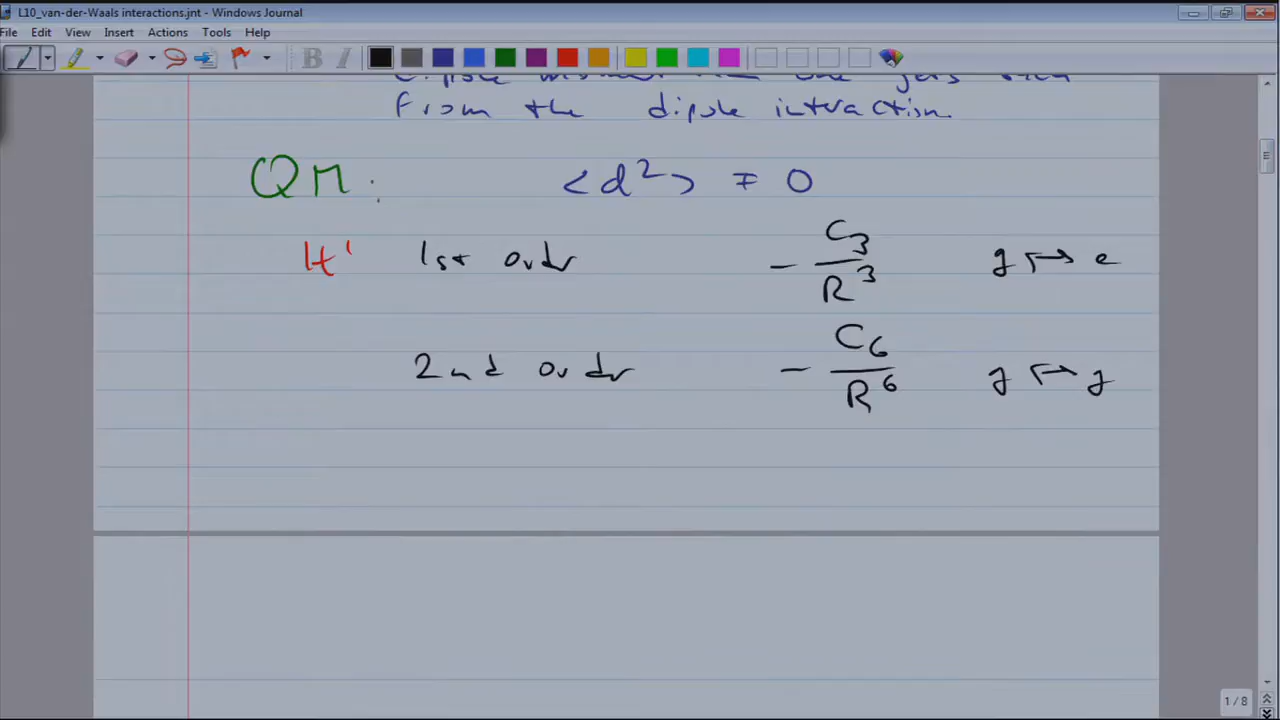 L10_van-der-Waals interactions.jnt - Windows Journal
File Edit View Insert Actions Tools Help
B I
from the dipole interaction
QM: <d²> ≠ 0
H' 1st order - C₃/R³ g ↔ e
2nd order - C₆/R⁶ g ↔ g
1 / 8